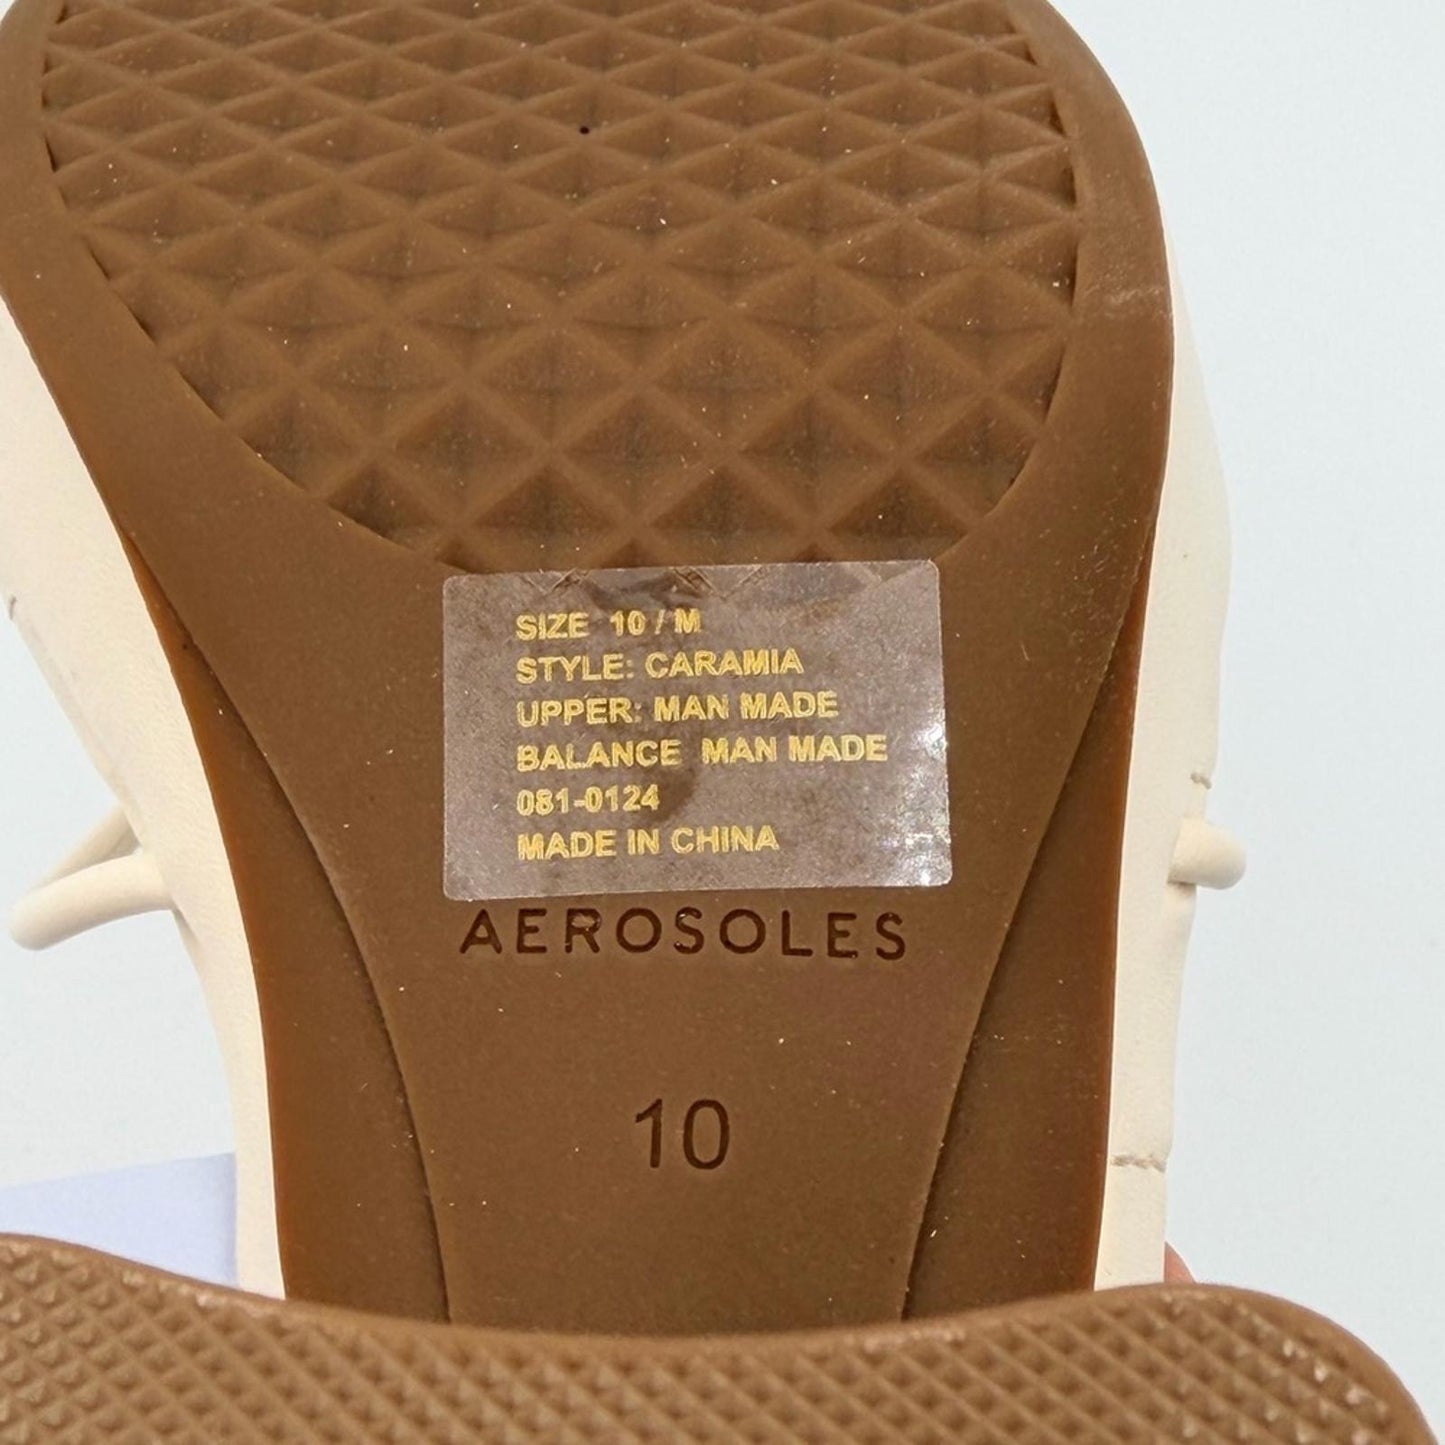 SIZE 10 / M
STYLE: CARAMIA
UPPER: MAN MADE
BALANCE MAN MADE
081-0124
MADE IN CHINA
AEROSOLES
10